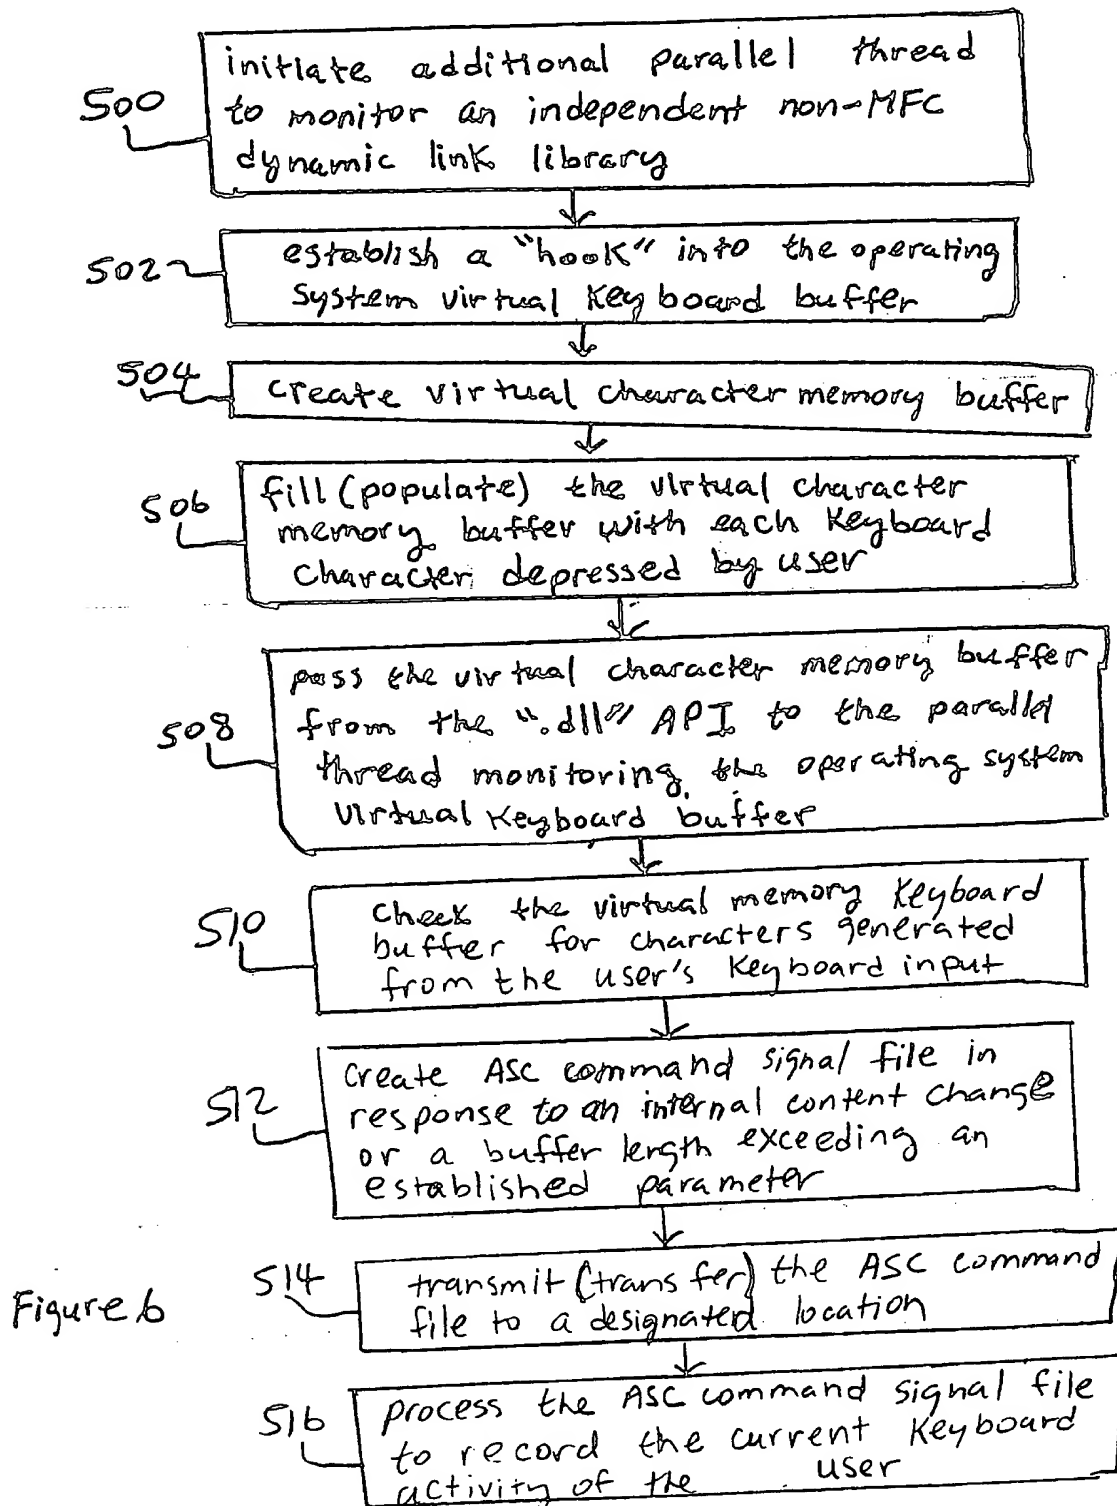 500
initiate additional parallel thread
to monitor an independent non-MFC
dynamic link library
502
establish a "hook" into the operating
system virtual Keyboard buffer
504
create virtual character memory buffer
506
fill (populate) the virtual character
memory buffer with each Keyboard
character depressed by user
508
pass the virtual character memory buffer
from the ".dll" API to the parallel
thread monitoring the operating system
virtual Keyboard buffer
510
check the virtual memory Keyboard
buffer for characters generated
from the user's Keyboard input
512
create ASC command signal file in
response to an internal content change
or a buffer length exceeding an
established parameter
514
transmit (transfer) the ASC command
file to a designated location
Figure 6
516
process the ASC command signal file
to record the current Keyboard
activity of the user